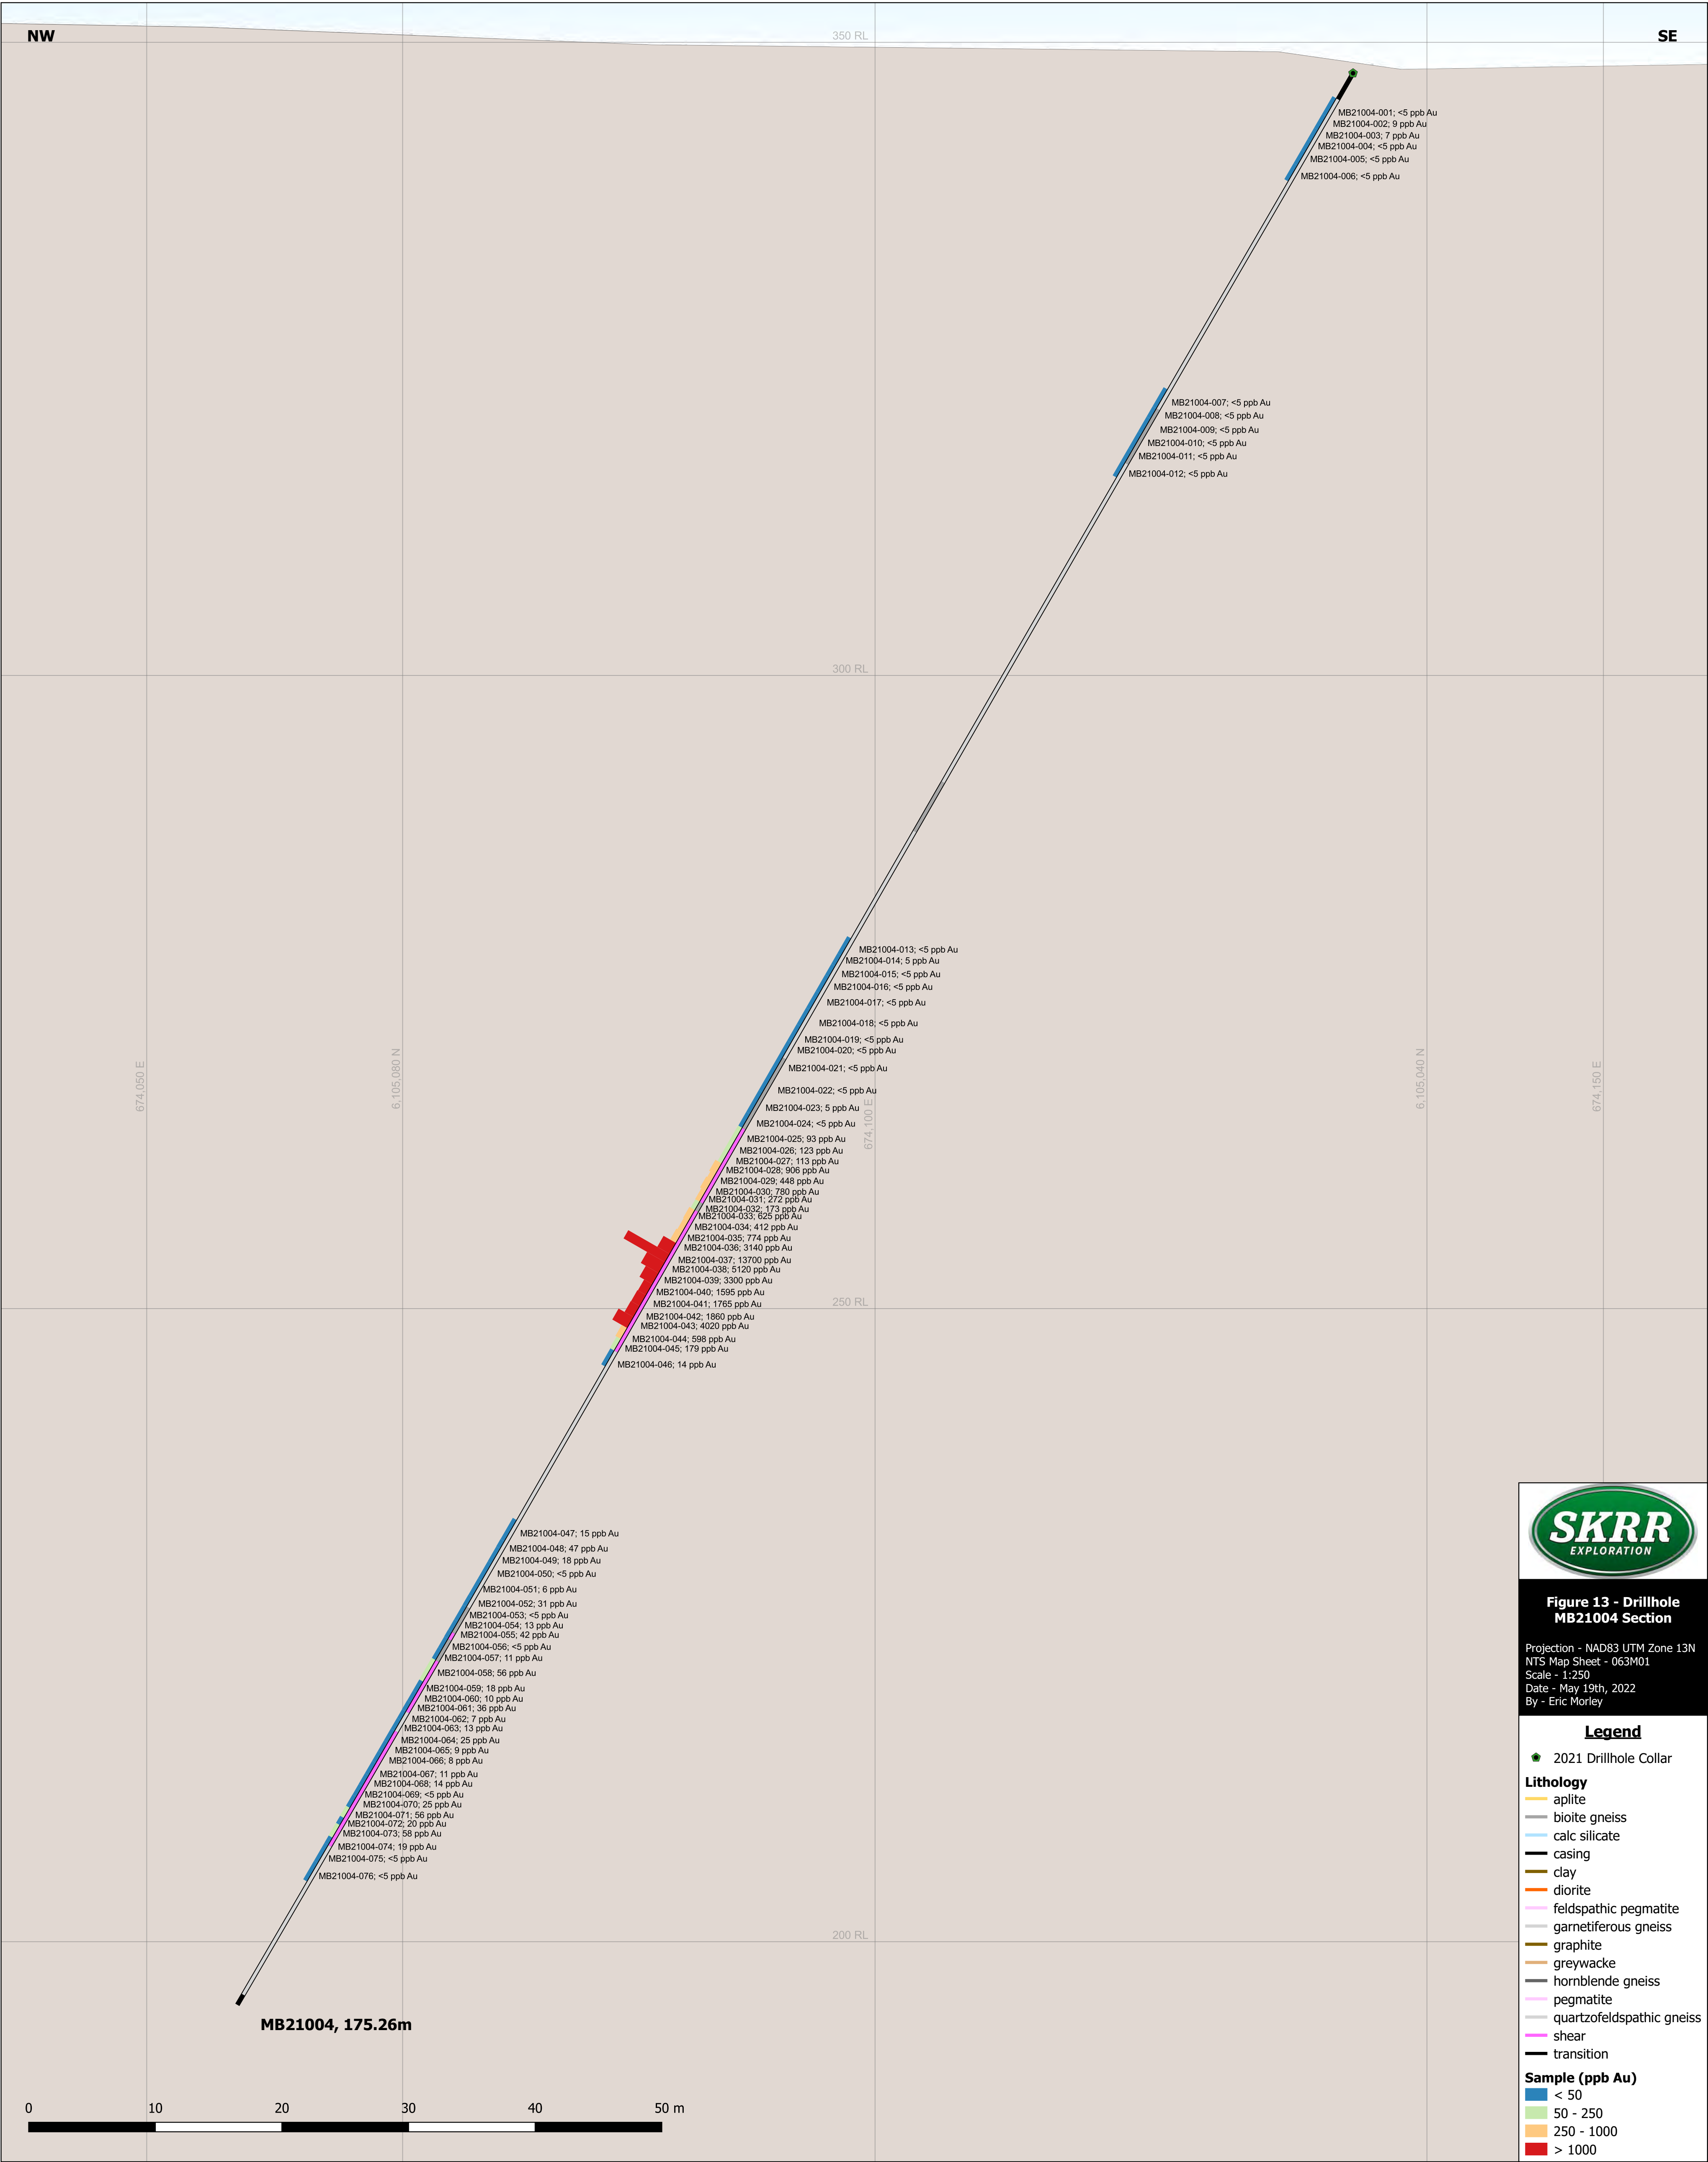 NW
350 RL
SE
MB21004-001; <5 ppb Au
MB21004-002; 9 ppb Au
MB21004-003; 7 ppb Au
MB21004-004; <5 ppb Au
MB21004-005; <5 ppb Au
MB21004-006; <5 ppb Au
MB21004-007; <5 ppb Au
MB21004-008; <5 ppb Au
MB21004-009; <5 ppb Au
MB21004-010; <5 ppb Au
MB21004-011; <5 ppb Au
MB21004-012; <5 ppb Au
300 RL
MB21004-013; <5 ppb Au
MB21004-014; 5 ppb Au
MB21004-015; <5 ppb Au
MB21004-016; <5 ppb Au
MB21004-017; <5 ppb Au
MB21004-018; <5 ppb Au
MB21004-019; <5 ppb Au
MB21004-020; <5 ppb Au
MB21004-021; <5 ppb Au
MB21004-022; <5 ppb Au
MB21004-023; 5 ppb Au
MB21004-024; <5 ppb Au
674,050 E
6,105,080 N
674,100 E
6,105,040 N
674,150 E
MB21004-025; 93 ppb Au
MB21004-026; 123 ppb Au
MB21004-027; 113 ppb Au
MB21004-028; 906 ppb Au
MB21004-029; 448 ppb Au
MB21004-030; 780 ppb Au
MB21004-031; 272 ppb Au
MB21004-032; 173 ppb Au
MB21004-033; 625 ppb Au
MB21004-034; 412 ppb Au
MB21004-035; 774 ppb Au
MB21004-036; 3140 ppb Au
MB21004-037; 13700 ppb Au
MB21004-038; 5120 ppb Au
MB21004-039; 3300 ppb Au
MB21004-040; 1595 ppb Au
MB21004-041; 1765 ppb Au
250 RL
MB21004-042; 1860 ppb Au
MB21004-043; 4020 ppb Au
MB21004-044; 598 ppb Au
MB21004-045; 179 ppb Au
MB21004-046; 14 ppb Au
MB21004-047; 15 ppb Au
MB21004-048; 47 ppb Au
MB21004-049; 18 ppb Au
MB21004-050; <5 ppb Au
MB21004-051; 6 ppb Au
MB21004-052; 31 ppb Au
MB21004-053; <5 ppb Au
MB21004-054; 13 ppb Au
MB21004-055; 42 ppb Au
MB21004-056; <5 ppb Au
MB21004-057; 11 ppb Au
MB21004-058; 56 ppb Au
MB21004-059; 18 ppb Au
MB21004-060; 10 ppb Au
MB21004-061; 36 ppb Au
MB21004-062; 7 ppb Au
MB21004-063; 13 ppb Au
MB21004-064; 25 ppb Au
MB21004-065; 9 ppb Au
MB21004-066; 8 ppb Au
MB21004-067; 11 ppb Au
MB21004-068; 14 ppb Au
MB21004-069; <5 ppb Au
MB21004-070; 25 ppb Au
MB21004-071; 56 ppb Au
MB21004-072; 20 ppb Au
MB21004-073; 58 ppb Au
MB21004-074; 19 ppb Au
MB21004-075; <5 ppb Au
MB21004-076; <5 ppb Au
200 RL
MB21004, 175.26m
0 10 20 30 40 50 m
SKRR
EXPLORATION
Figure 13 - Drillhole
MB21004 Section
Projection - NAD83 UTM Zone 13N
NTS Map Sheet - 063M01
Scale - 1:250
Date - May 19th, 2022
By - Eric Morley
Legend
2021 Drillhole Collar
Lithology
aplite
bioite gneiss
calc silicate
casing
clay
diorite
feldspathic pegmatite
garnetiferous gneiss
graphite
greywacke
hornblende gneiss
pegmatite
quartzofeldspathic gneiss
shear
transition
Sample (ppb Au)
< 50
50 - 250
250 - 1000
> 1000